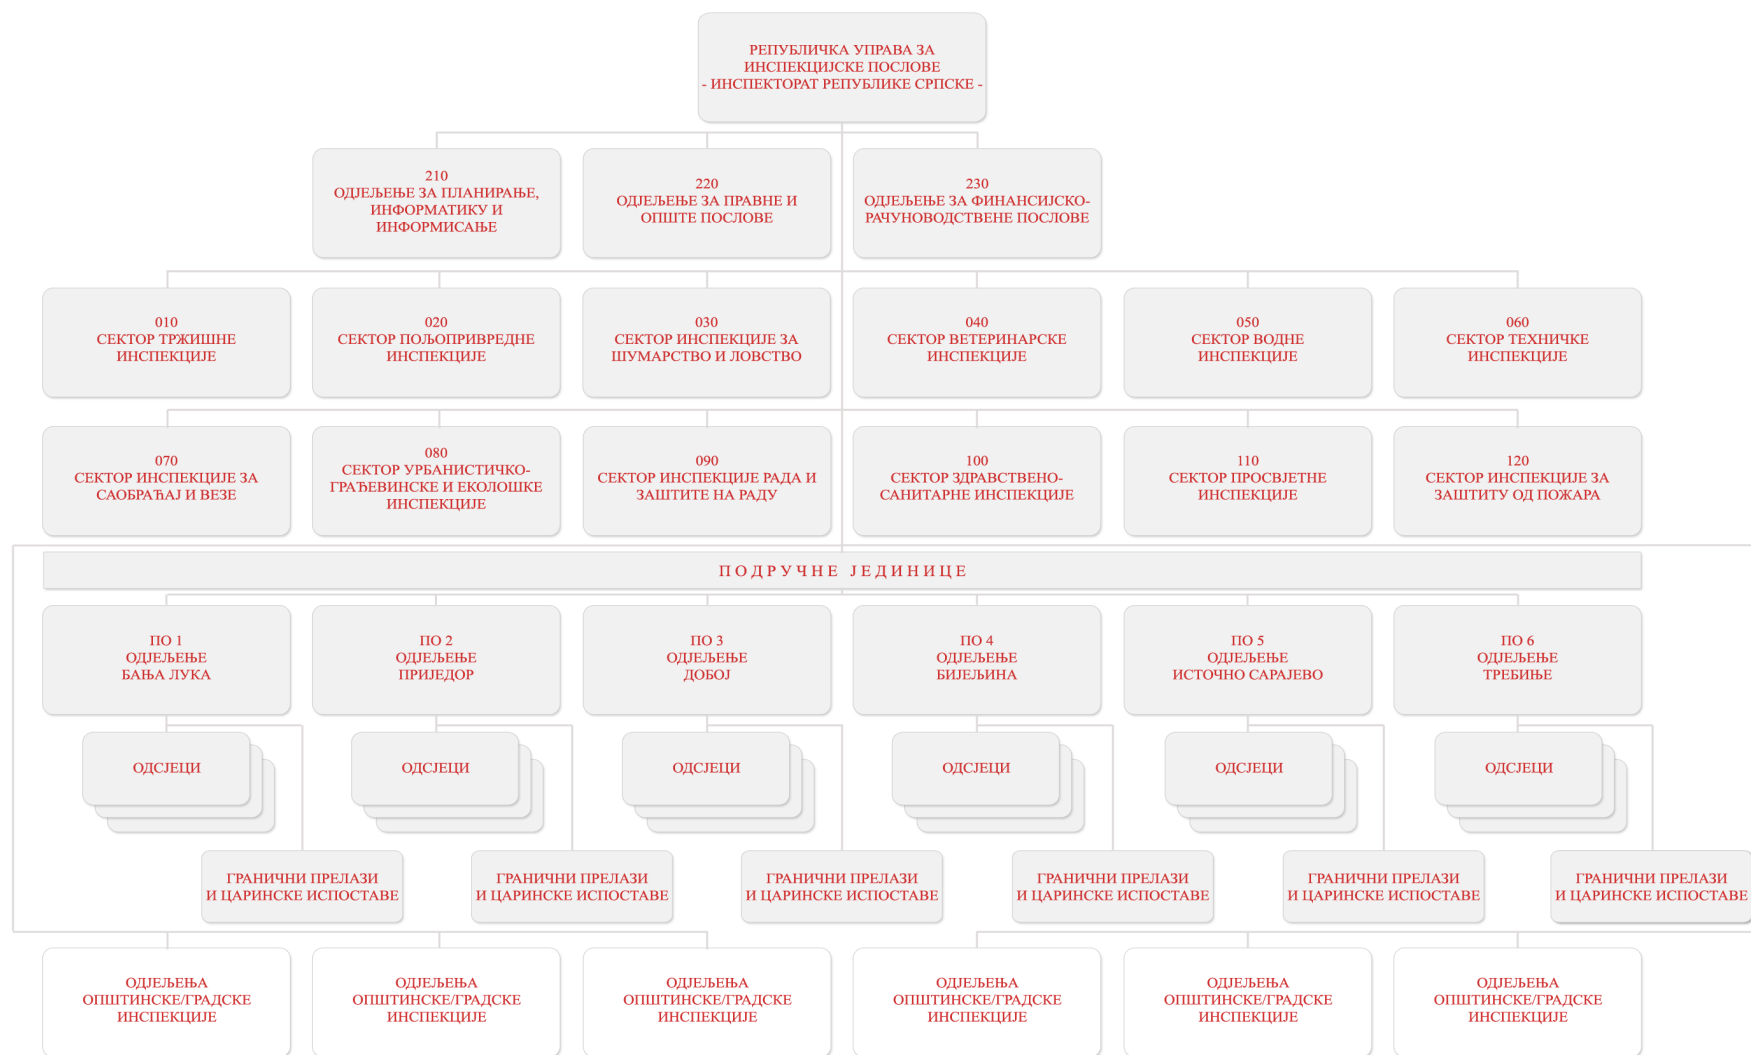 РЕПУБЛИЧКА УПРАВА ЗА
ИНСПЕКЦИЈСКЕ ПОСЛОВЕ
- ИНСПЕКТОРАТ РЕПУБЛИКЕ СРПСКЕ -
210
ОДЈЕЉЕЊЕ ЗА ПЛАНИРАЊЕ,
ИНФОРМАТИКУ И
ИНФОРМИСАЊЕ
220
ОДЈЕЉЕЊЕ ЗА ПРАВНЕ И
ОПШТЕ ПОСЛОВЕ
230
ОДЈЕЉЕЊЕ ЗА ФИНАНСИЈСКО-
РАЧУНОВОДСТВЕНЕ ПОСЛОВЕ
010
СЕКТОР ТРЖИШНЕ
ИНСПЕКЦИЈЕ
020
СЕКТОР ПОЉОПРИВРЕДНЕ
ИНСПЕКЦИЈЕ
030
СЕКТОР ИНСПЕКЦИЈЕ ЗА
ШУМАРСТВО И ЛОВСТВО
040
СЕКТОР ВЕТЕРИНАРСКЕ
ИНСПЕКЦИЈЕ
050
СЕКТОР ВОДНЕ
ИНСПЕКЦИЈЕ
060
СЕКТОР ТЕХНИЧКЕ
ИНСПЕКЦИЈЕ
070
СЕКТОР ИНСПЕКЦИЈЕ ЗА
САОБРАЋАЈ И ВЕЗЕ
080
СЕКТОР УРБАНИСТИЧКО-
ГРАЂЕВИНСКЕ И ЕКОЛОШКЕ
ИНСПЕКЦИЈЕ
090
СЕКТОР ИНСПЕКЦИЈЕ РАДА И
ЗАШТИТЕ НА РАДУ
100
СЕКТОР ЗДРАВСТВЕНО-
САНИТАРНЕ ИНСПЕКЦИЈЕ
110
СЕКТОР ПРОСВЈЕТНЕ
ИНСПЕКЦИЈЕ
120
СЕКТОР ИНСПЕКЦИЈЕ ЗА
ЗАШТИТУ ОД ПОЖАРА
ПОДРУЧНЕ ЈЕДИНИЦЕ
ПО 1
ОДЈЕЉЕЊЕ
БАЊА ЛУКА
ПО 2
ОДЈЕЉЕЊЕ
ПРИЈЕДОР
ПО 3
ОДЈЕЉЕЊЕ
ДОБОЈ
ПО 4
ОДЈЕЉЕЊЕ
БИЈЕЉИНА
ПО 5
ОДЈЕЉЕЊЕ
ИСТОЧНО САРАЈЕВО
ПО 6
ОДЈЕЉЕЊЕ
ТРЕБИЊЕ
ОДСЈЕЦИ
ОДСЈЕЦИ
ОДСЈЕЦИ
ОДСЈЕЦИ
ОДСЈЕЦИ
ОДСЈЕЦИ
ГРАНИЧНИ ПРЕЛАЗИ
И ЦАРИНСКЕ ИСПОСТАВЕ
ГРАНИЧНИ ПРЕЛАЗИ
И ЦАРИНСКЕ ИСПОСТАВЕ
ГРАНИЧНИ ПРЕЛАЗИ
И ЦАРИНСКЕ ИСПОСТАВЕ
ГРАНИЧНИ ПРЕЛАЗИ
И ЦАРИНСКЕ ИСПОСТАВЕ
ГРАНИЧНИ ПРЕЛАЗИ
И ЦАРИНСКЕ ИСПОСТАВЕ
ГРАНИЧНИ ПРЕЛАЗИ
И ЦАРИНСКЕ ИСПОСТАВЕ
ОДЈЕЉЕЊА
ОПШТИНСКЕ/ГРАДСКЕ
ИНСПЕКЦИЈЕ
ОДЈЕЉЕЊА
ОПШТИНСКЕ/ГРАДСКЕ
ИНСПЕКЦИЈЕ
ОДЈЕЉЕЊА
ОПШТИНСКЕ/ГРАДСКЕ
ИНСПЕКЦИЈЕ
ОДЈЕЉЕЊА
ОПШТИНСКЕ/ГРАДСКЕ
ИНСПЕКЦИЈЕ
ОДЈЕЉЕЊА
ОПШТИНСКЕ/ГРАДСКЕ
ИНСПЕКЦИЈЕ
ОДЈЕЉЕЊА
ОПШТИНСКЕ/ГРАДСКЕ
ИНСПЕКЦИЈЕ